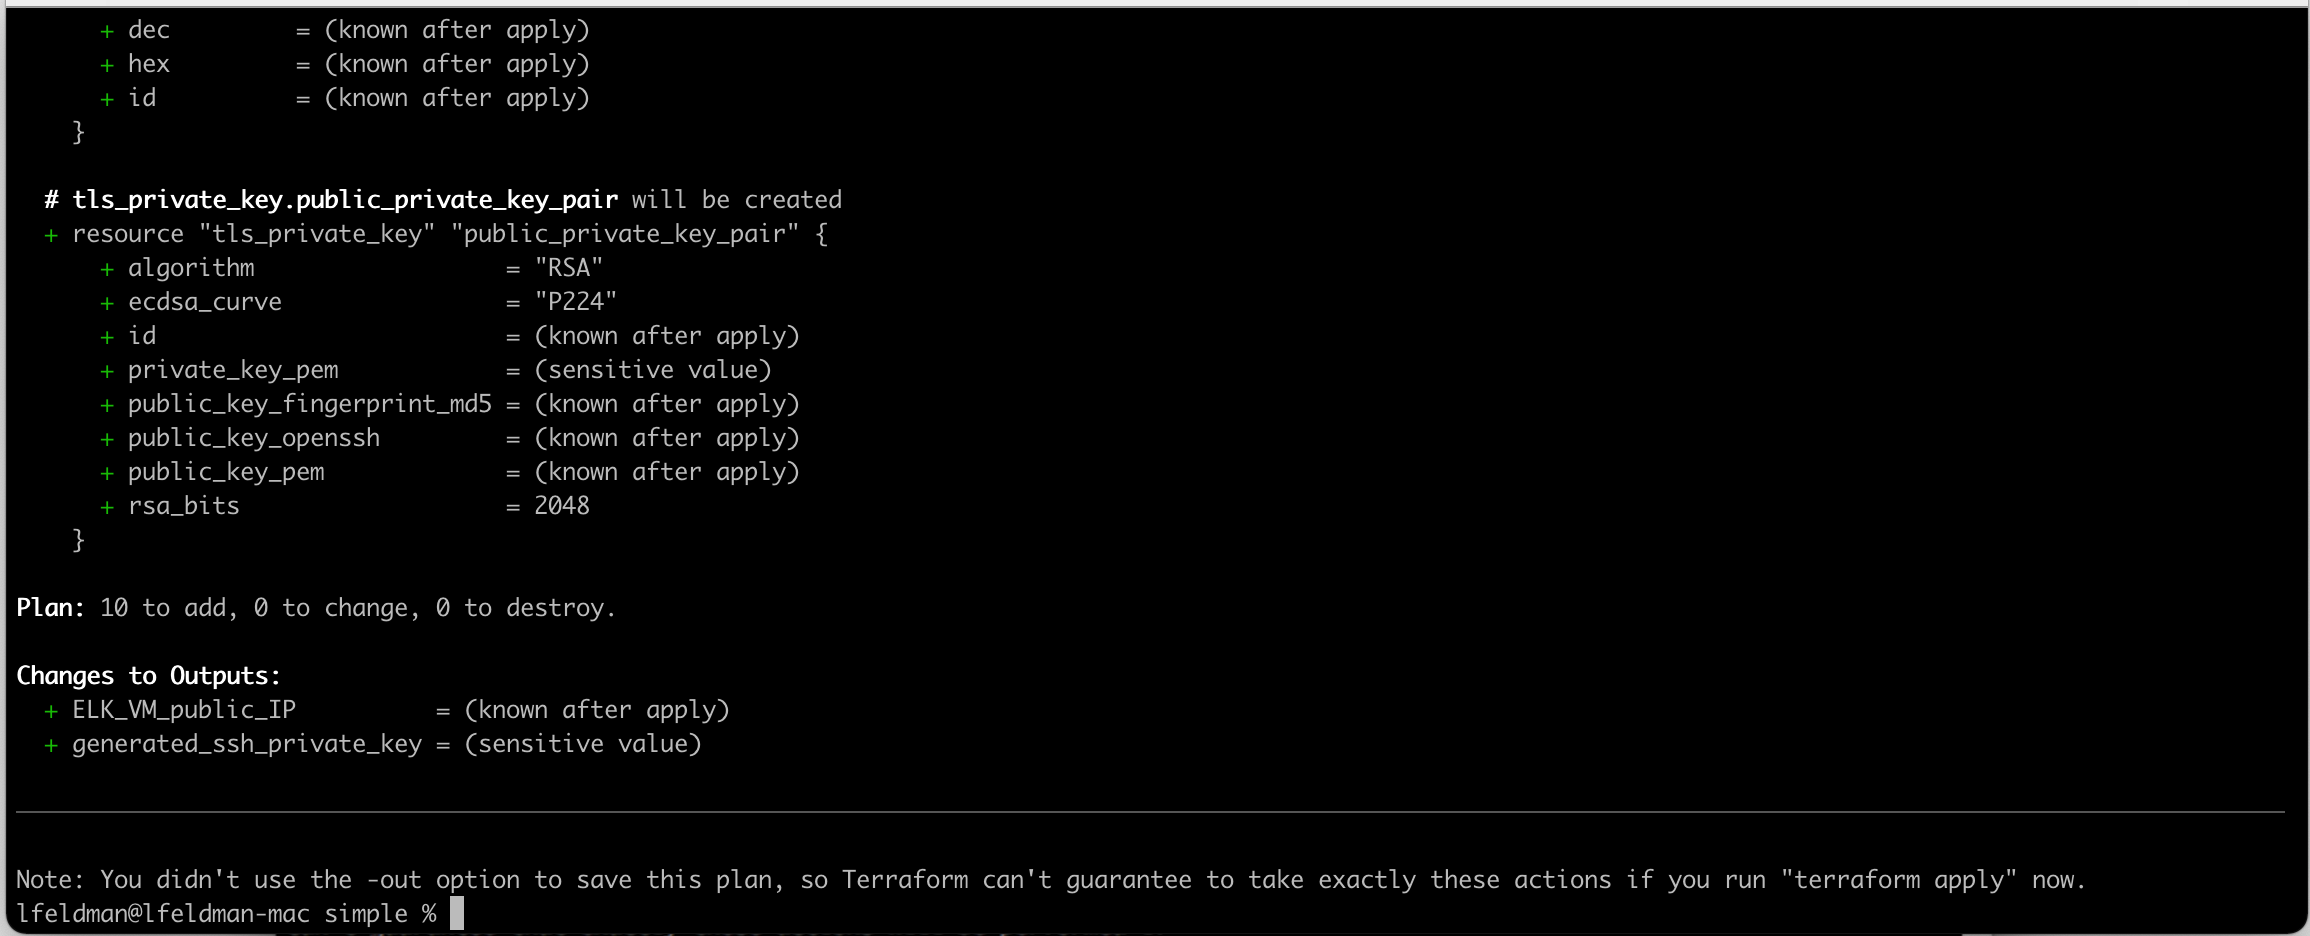 + dec         = (known after apply)
+ hex         = (known after apply)
+ id          = (known after apply)
}
# tls_private_key.public_private_key_pair will be created
+ resource "tls_private_key" "public_private_key_pair" {
+ algorithm                  = "RSA"
+ ecdsa_curve                = "P224"
+ id                         = (known after apply)
+ private_key_pem            = (sensitive value)
+ public_key_fingerprint_md5 = (known after apply)
+ public_key_openssh         = (known after apply)
+ public_key_pem             = (known after apply)
+ rsa_bits                   = 2048
}
Plan: 10 to add, 0 to change, 0 to destroy.
Changes to Outputs:
+ ELK_VM_public_IP          = (known after apply)
+ generated_ssh_private_key = (sensitive value)
Note: You didn't use the -out option to save this plan, so Terraform can't guarantee to take exactly these actions if you run "terraform apply" now.
lfeldman@lfeldman-mac simple %